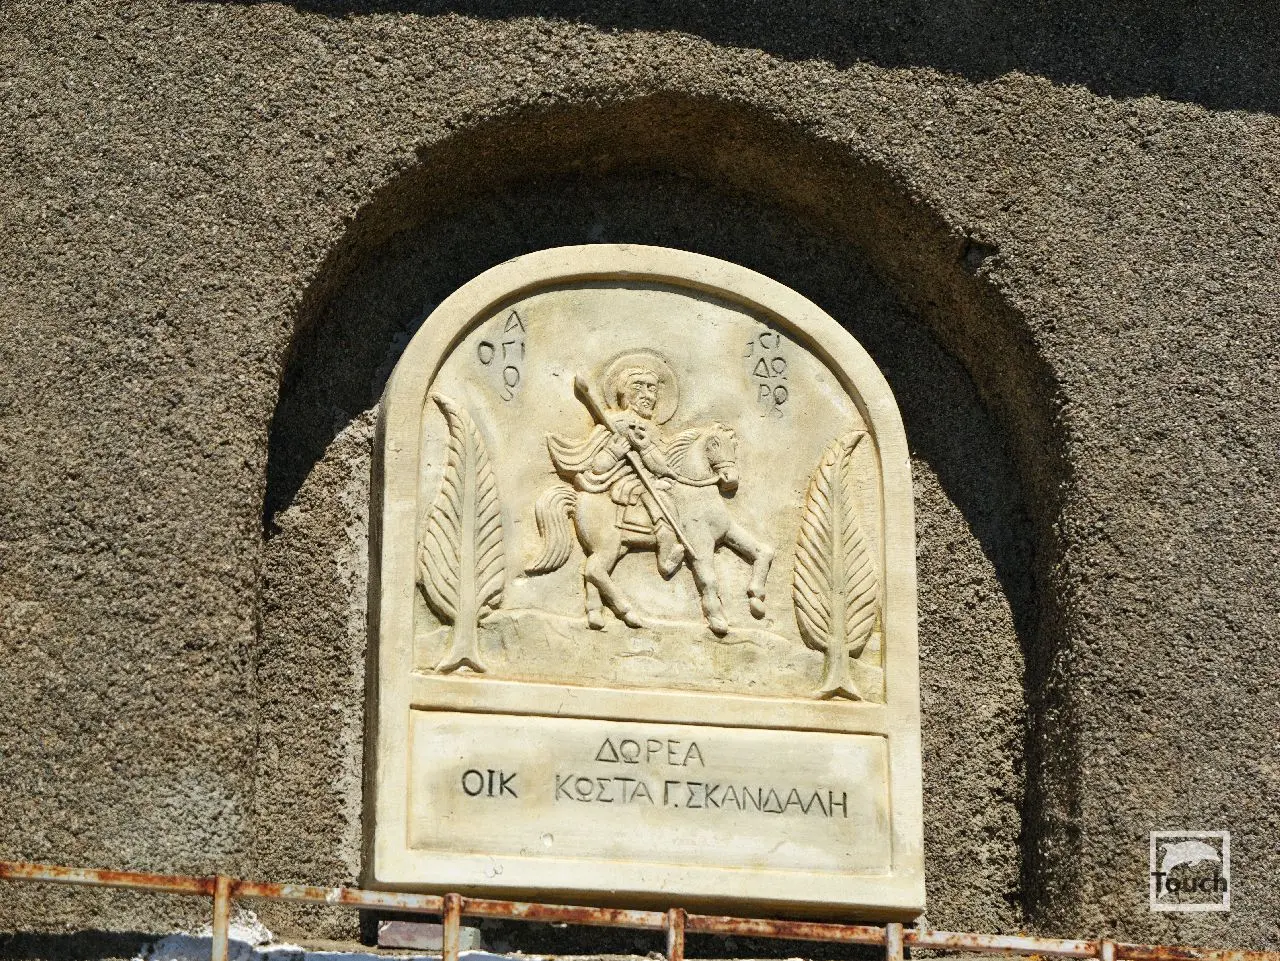 Ο ΑΓΙΟΣ
ΙΣΙΔΩΡΟΣ
ΔΩΡΕΑ
ΟΙΚ ΚΩΣΤΑ Γ. ΣΚΑΝΔΑΛΗ
Touch